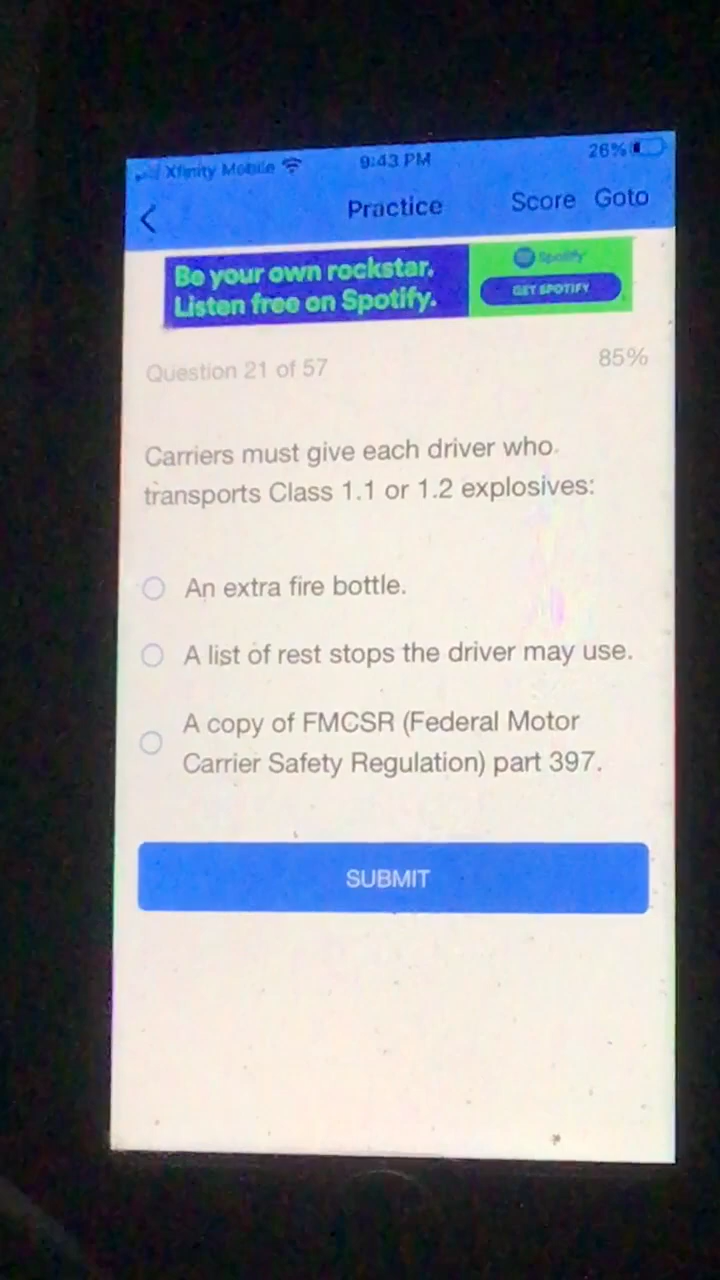 Xfinity Mobile 9:43 PM 26%
Practice Score Goto
Be your own rockstar.
Listen free on Spotify.
Spotify
GET SPOTIFY
Question 21 of 57 85%
Carriers must give each driver who
transports Class 1.1 or 1.2 explosives:
An extra fire bottle.
A list of rest stops the driver may use.
A copy of FMCSR (Federal Motor
Carrier Safety Regulation) part 397.
SUBMIT